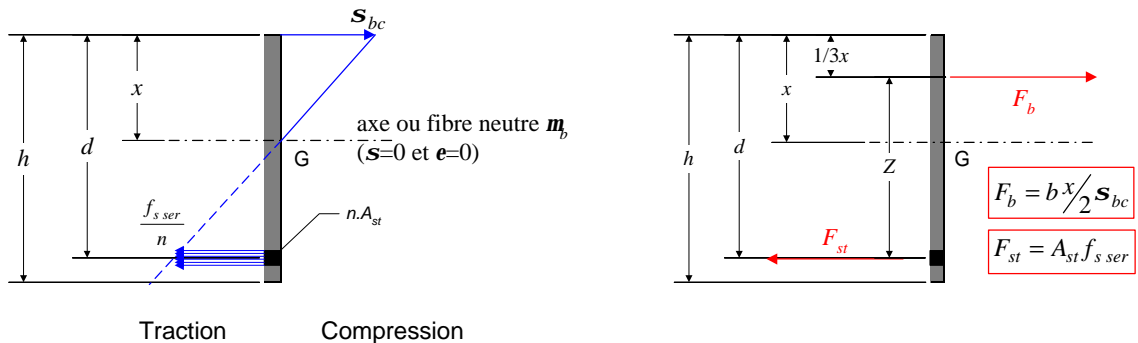 s_bc
x
d
h
axe ou fibre neutre m_b
(s=0 et e=0)
G
f_s ser / n
n.A_st
Traction
Compression
1/3x
x
d
h
Z
G
F_b
F_st
F_b = b x/2 s_bc
F_st = A_st f_s ser